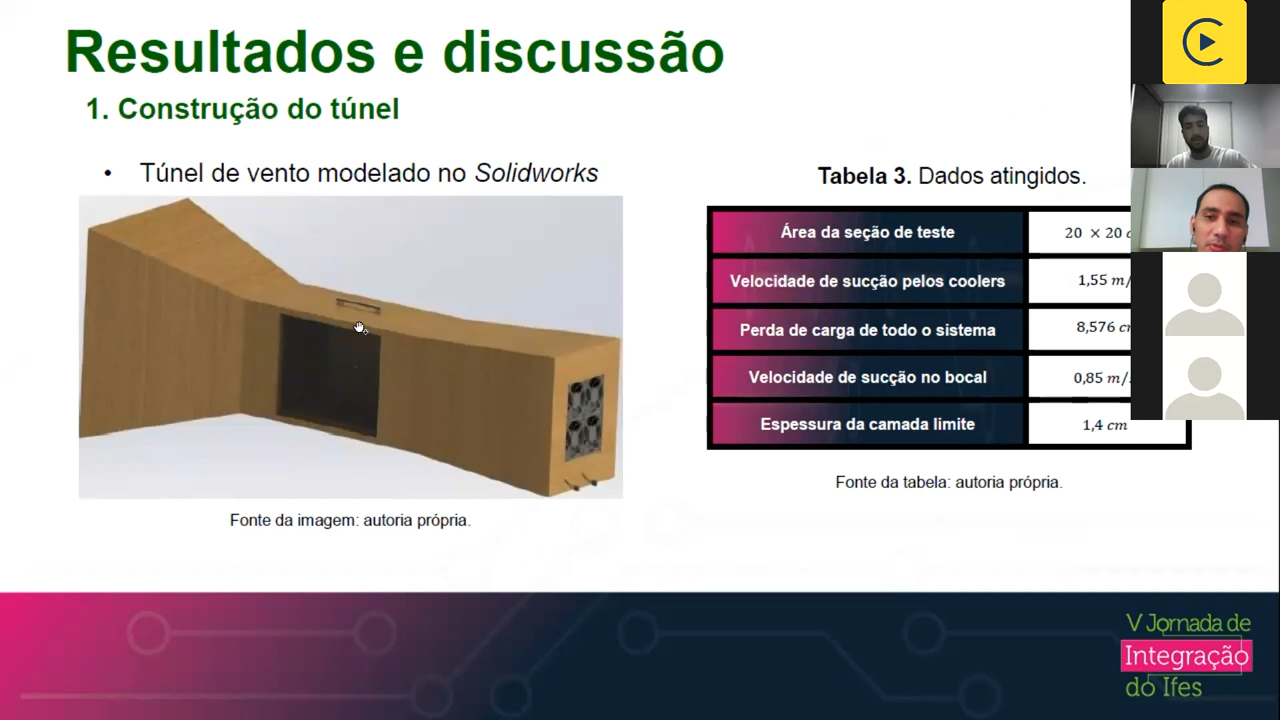 Resultados e discussão
1. Construção do túnel
• Túnel de vento modelado no Solidworks
Fonte da imagem: autoria própria.
Tabela 3. Dados atingidos.
Área da seção de teste 20 × 20
Velocidade de sucção pelos coolers 1,55 m/
Perda de carga de todo o sistema 8,576
Velocidade de sucção no bocal 0,85 m/
Espessura da camada limite 1,4 cm
Fonte da tabela: autoria própria.
V Jornada de
Integração
do Ifes